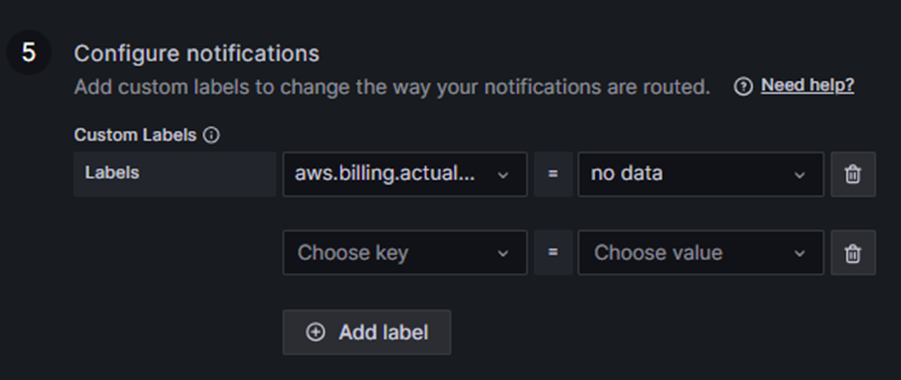 5 Configure notifications
Add custom labels to change the way your notifications are routed. Need help?
Custom Labels
Labels aws.billing.actual... = no data
Choose key = Choose value
Add label